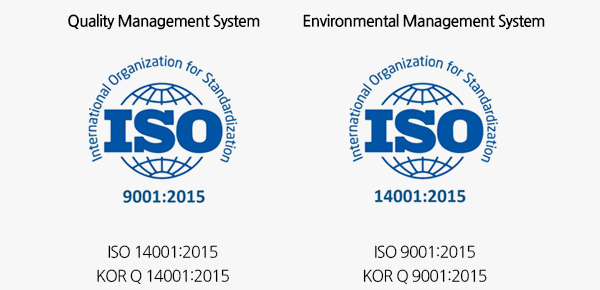 Quality Management System
International Organization for Standardization
ISO
9001:2015
ISO 14001:2015
KOR Q 14001:2015
Environmental Management System
International Organization for Standardization
ISO
14001:2015
ISO 9001:2015
KOR Q 9001:2015